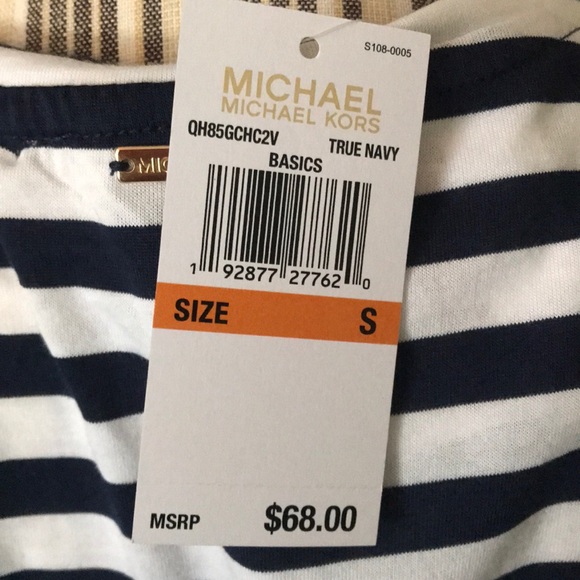 S108-0005
MICHAEL
MICHAEL KORS
QH85GCHC2V TRUE NAVY
BASICS
1 92877 27762 0
SIZE S
MSRP $68.00